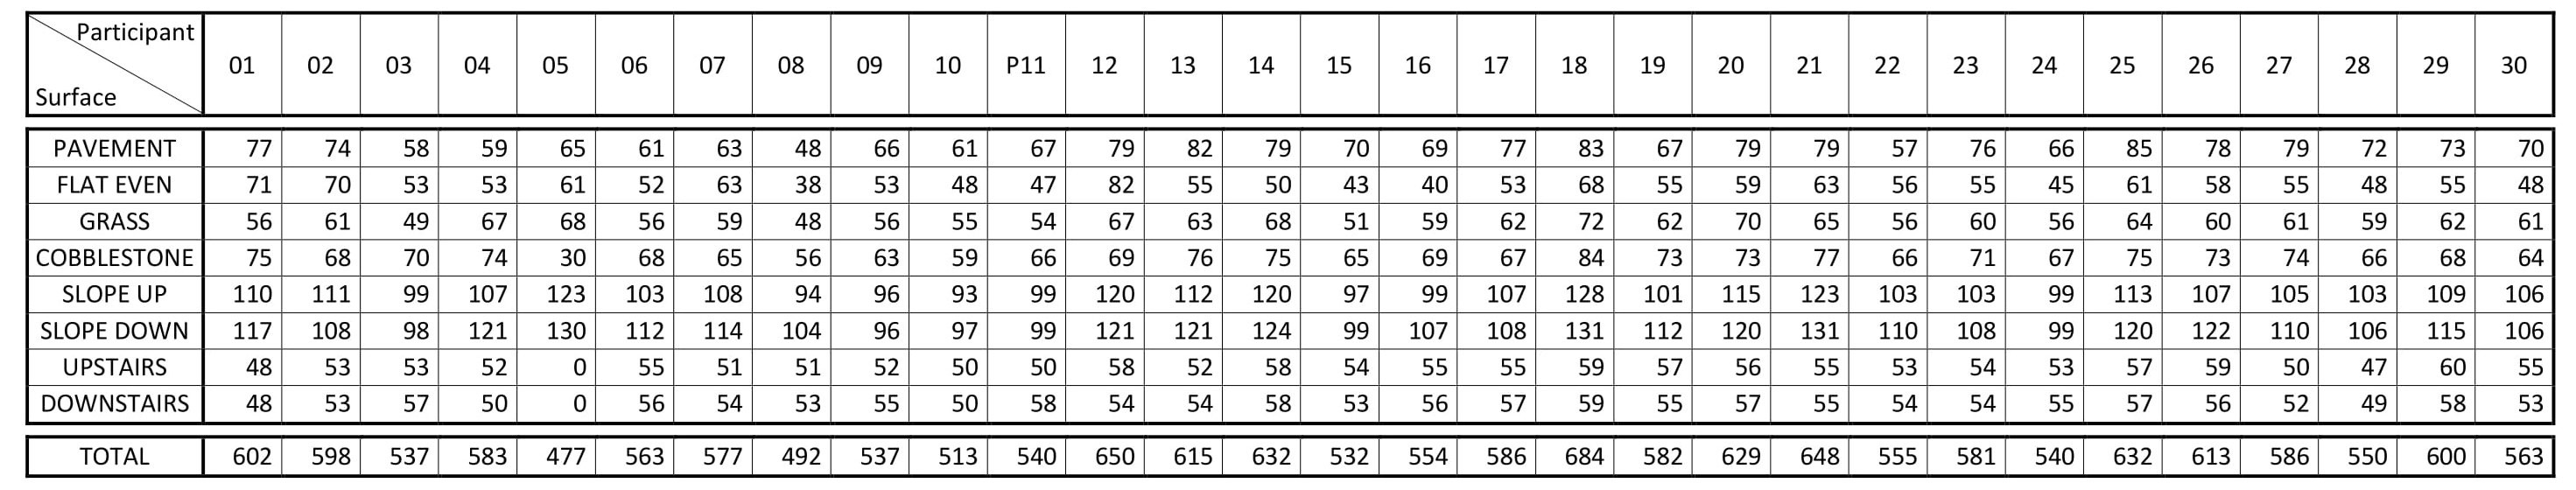 Participant
Surface
01 02 03 04 05 06 07 08 09 10 P11 12 13 14 15 16 17 18 19 20 21 22 23 24 25 26 27 28 29 30
PAVEMENT 77 74 58 59 65 61 63 48 66 61 67 79 82 79 70 69 77 83 67 79 79 57 76 66 85 78 79 72 73 70
FLAT EVEN 71 70 53 53 61 52 63 38 53 48 47 82 55 50 43 40 53 68 55 59 63 56 55 45 61 58 55 48 55 48
GRASS 56 61 49 67 68 56 59 48 56 55 54 67 63 68 51 59 62 72 62 70 65 56 60 56 64 60 61 59 62 61
COBBLESTONE 75 68 70 74 30 68 65 56 63 59 66 69 76 75 65 69 67 84 73 73 77 66 71 67 75 73 74 66 68 64
SLOPE UP 110 111 99 107 123 103 108 94 96 93 99 120 112 120 97 99 107 128 101 115 123 103 103 99 113 107 105 103 109 106
SLOPE DOWN 117 108 98 121 130 112 114 104 96 97 99 121 121 124 99 107 108 131 112 120 131 110 108 99 120 122 110 106 115 106
UPSTAIRS 48 53 53 52 0 55 51 51 52 50 50 58 52 58 54 55 55 59 57 56 55 53 54 53 57 59 50 47 60 55
DOWNSTAIRS 48 53 57 50 0 56 54 53 55 50 58 54 54 58 53 56 57 59 55 57 55 54 54 55 57 56 52 49 58 53
TOTAL 602 598 537 583 477 563 577 492 537 513 540 650 615 632 532 554 586 684 582 629 648 555 581 540 632 613 586 550 600 563